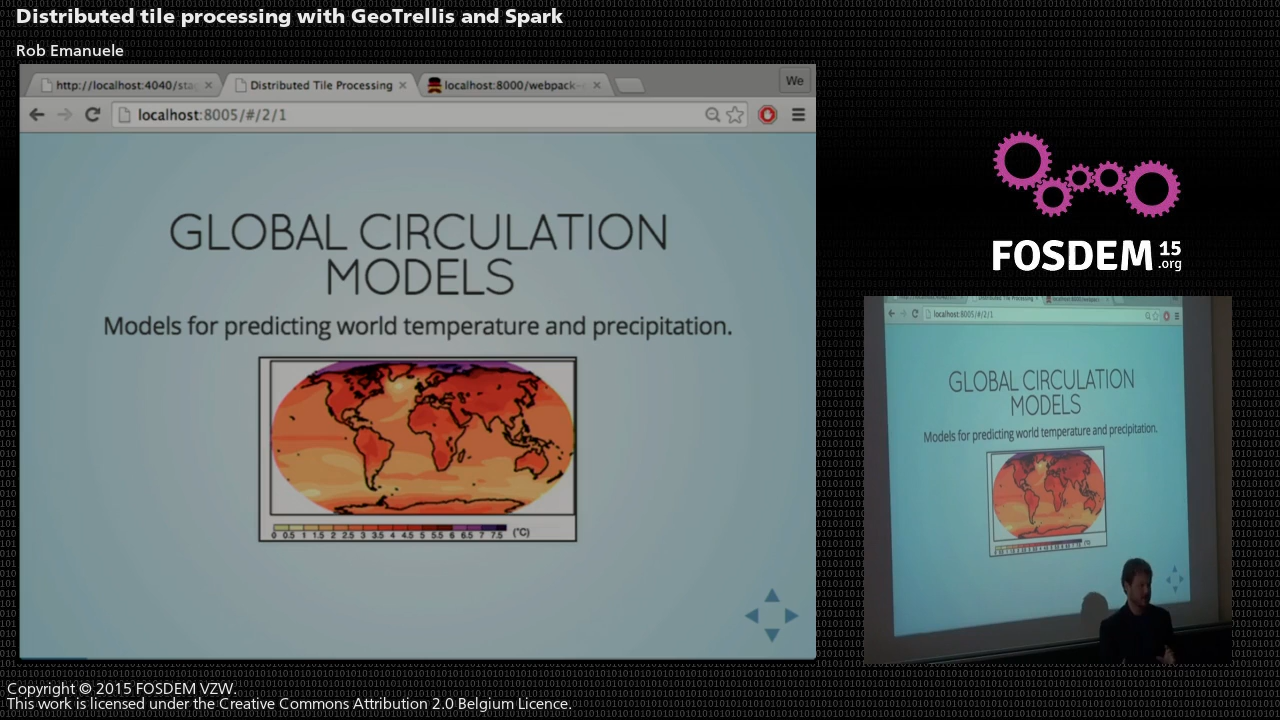 Distributed tile processing with GeoTrellis and Spark
Rob Emanuele
http://localhost:4040/sta
Distributed Tile Processing
localhost:8000/webpack-
We
localhost:8005/#/2/1
GLOBAL CIRCULATION
MODELS
Models for predicting world temperature and precipitation.
0 0.5 1 1.5 2 2.5 3 3.5 4 4.5 5 5.5 6 6.5 7 7.5 (°C)
FOSDEM 15
.org
localhost:8005/#/2/1
GLOBAL CIRCULATION
MODELS
Models for predicting world temperature and precipitation.
Copyright © 2015 FOSDEM VZW.
This work is licensed under the Creative Commons Attribution 2.0 Belgium Licence.